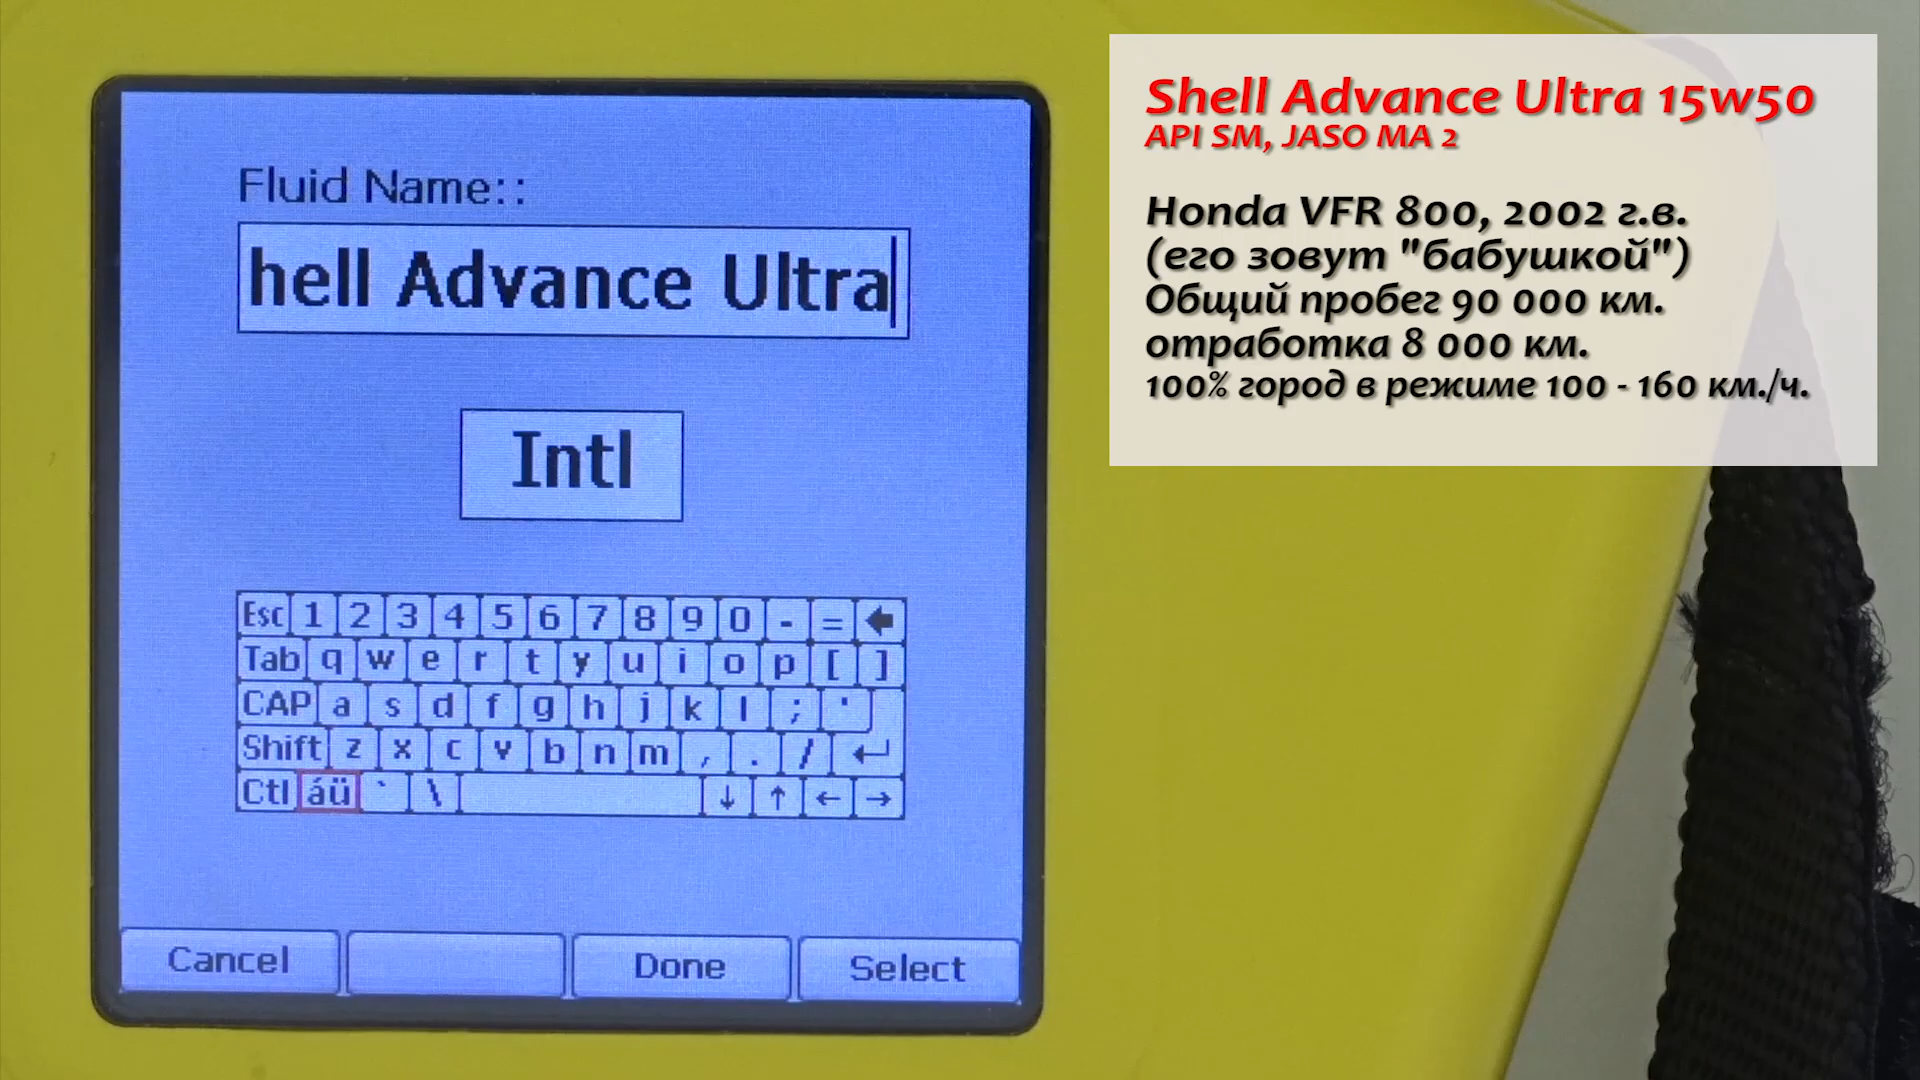 Fluid Name::
hell Advance Ultra
Intl
Esc 1 2 3 4 5 6 7 8 9 0 - = ←
Tab q w e r t y u i o p [ ]
CAP a s d f g h j k l ; '
Shift z x c v b n m , . / ↵
Ctl áü ` \ ↓ ↑ ← →
Cancel Done Select
Shell Advance Ultra 15w50
API SM, JASO MA 2
Honda VFR 800, 2002 г.в.
(его зовут "бабушкой")
Общий пробег 90 000 км.
отработка 8 000 км.
100% город в режиме 100 - 160 км./ч.